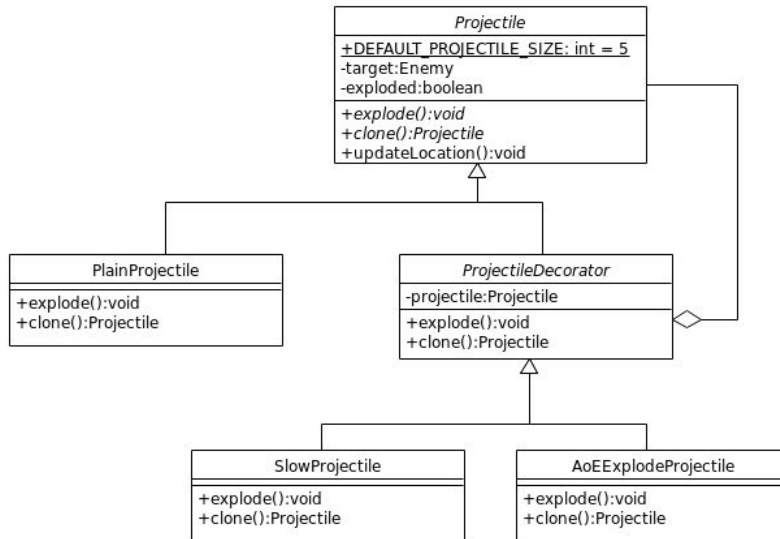 Projectile
+DEFAULT_PROJECTILE_SIZE: int = 5
-target:Enemy
-exploded:boolean
+explode():void
+clone():Projectile
+updateLocation():void
PlainProjectile
+explode():void
+clone():Projectile
ProjectileDecorator
-projectile:Projectile
+explode():void
+clone():Projectile
SlowProjectile
+explode():void
+clone():Projectile
AoEExplodeProjectile
+explode():void
+clone():Projectile